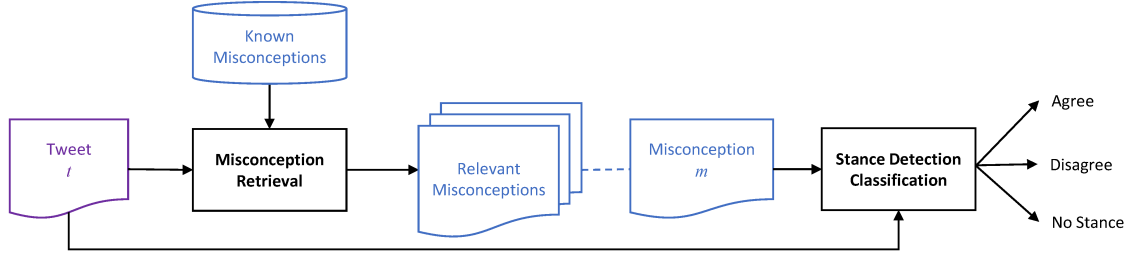 Known
Misconceptions
Tweet
t
Misconception
Retrieval
Relevant
Misconceptions
Misconception
m
Stance Detection
Classification
Agree
Disagree
No Stance